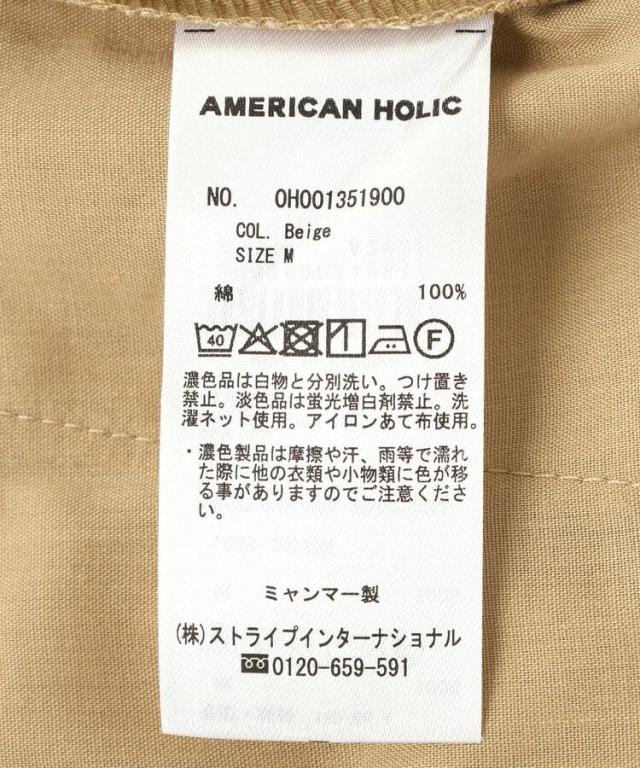 AMERICAN HOLIC
NO. OH001351900
COL. Beige
SIZE M
綿 100%
40 F
濃色品は白物と分別洗い。つけ置き
禁止。淡色品は蛍光増白剤禁止。洗
濯ネット使用。アイロンあて布使用。
・濃色製品は摩擦や汗、雨等で濡れ
た際に他の衣類や小物類に色が移
る事がありますのでご注意くださ
い。
ミャンマー製
(株)ストライプインターナショナル
0120-659-591